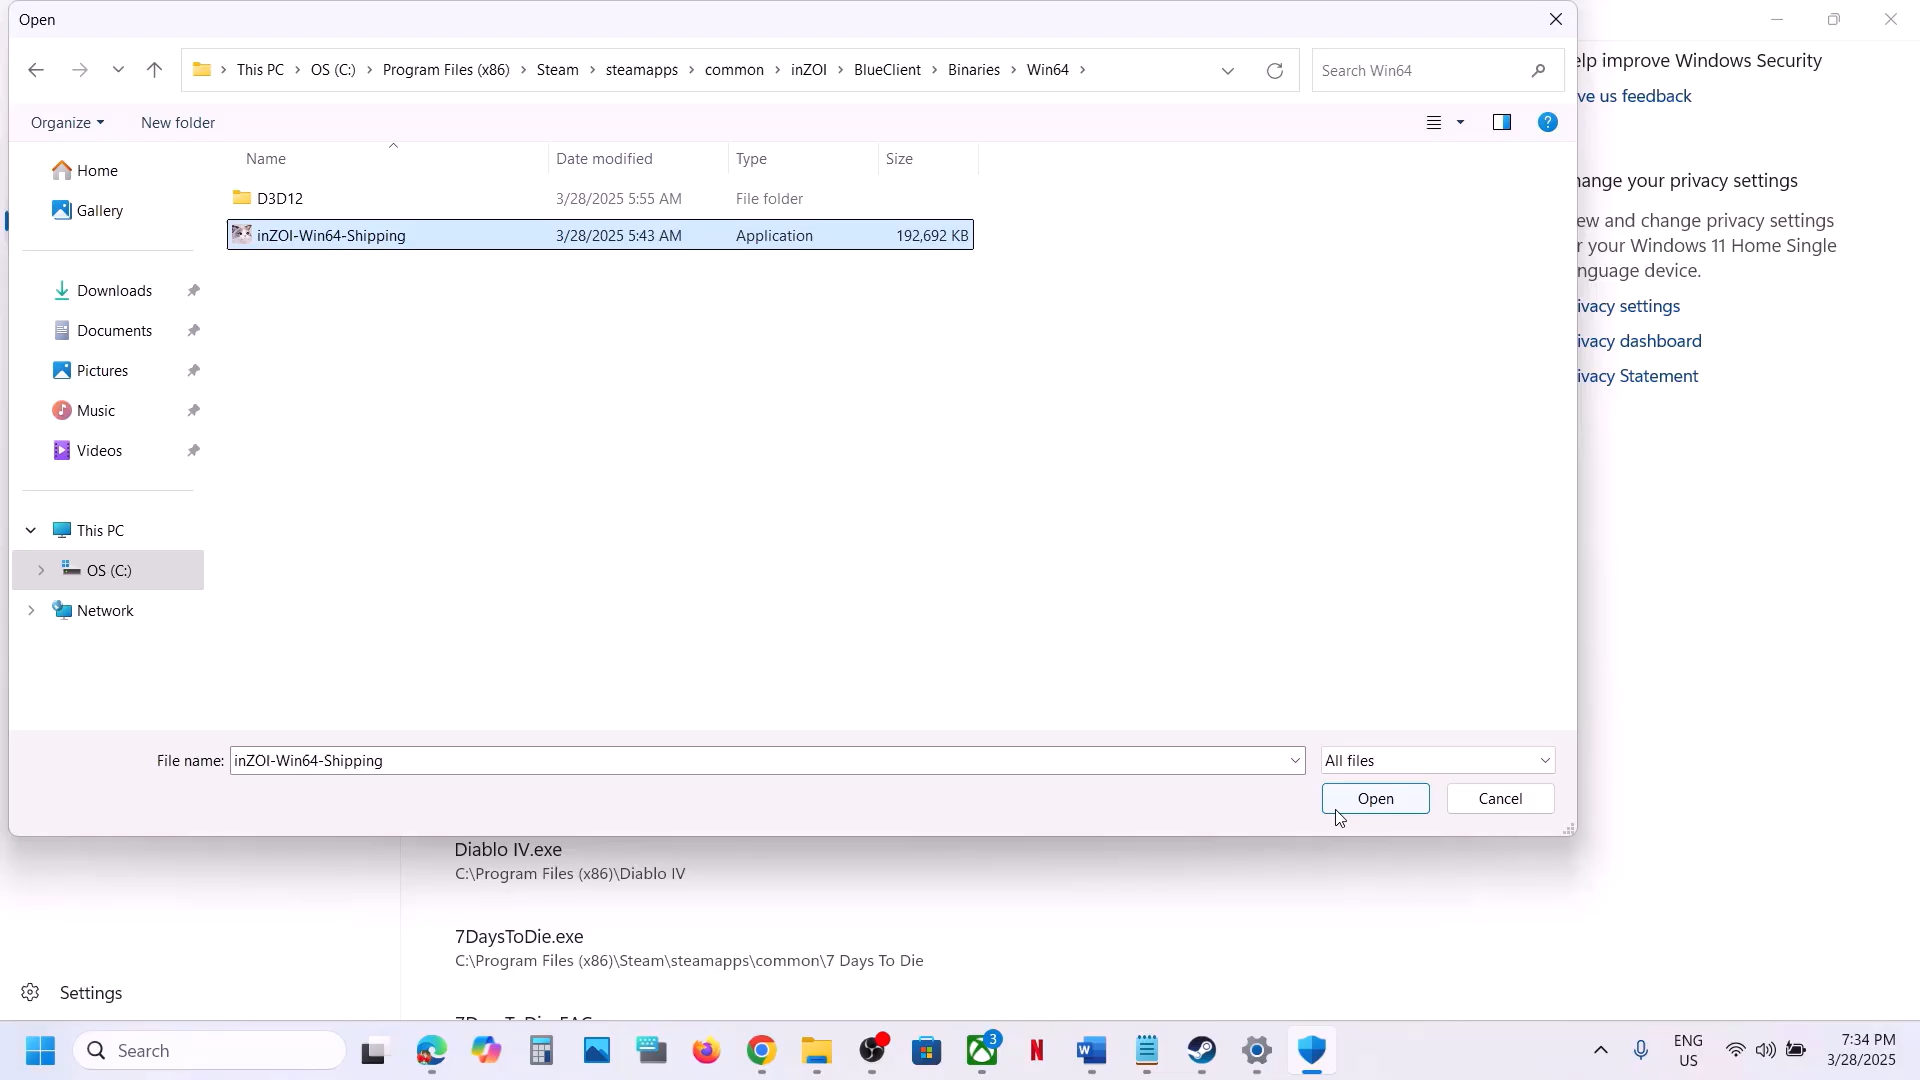 Open
This PC > OS (C:) > Program Files (x86) > Steam > steamapps > common > inZOI > BlueClient > Binaries > Win64 >
Search Win64
Organize
New folder
Name
Date modified
Type
Size
D3D12
3/28/2025 5:55 AM
File folder
inZOI-Win64-Shipping
3/28/2025 5:43 AM
Application
192,692 KB
Home
Gallery
Downloads
Documents
Pictures
Music
Videos
This PC
OS (C:)
Network
File name:
inZOI-Win64-Shipping
All files
Open
Cancel
elp improve Windows Security
ve us feedback
hange your privacy settings
ew and change privacy settings
r your Windows 11 Home Single
nguage device.
ivacy settings
ivacy dashboard
ivacy Statement
Diablo IV.exe
C:\Program Files (x86)\Diablo IV
7DaysToDie.exe
C:\Program Files (x86)\Steam\steamapps\common\7 Days To Die
Settings
Search
3
ENG
US
7:34 PM
3/28/2025